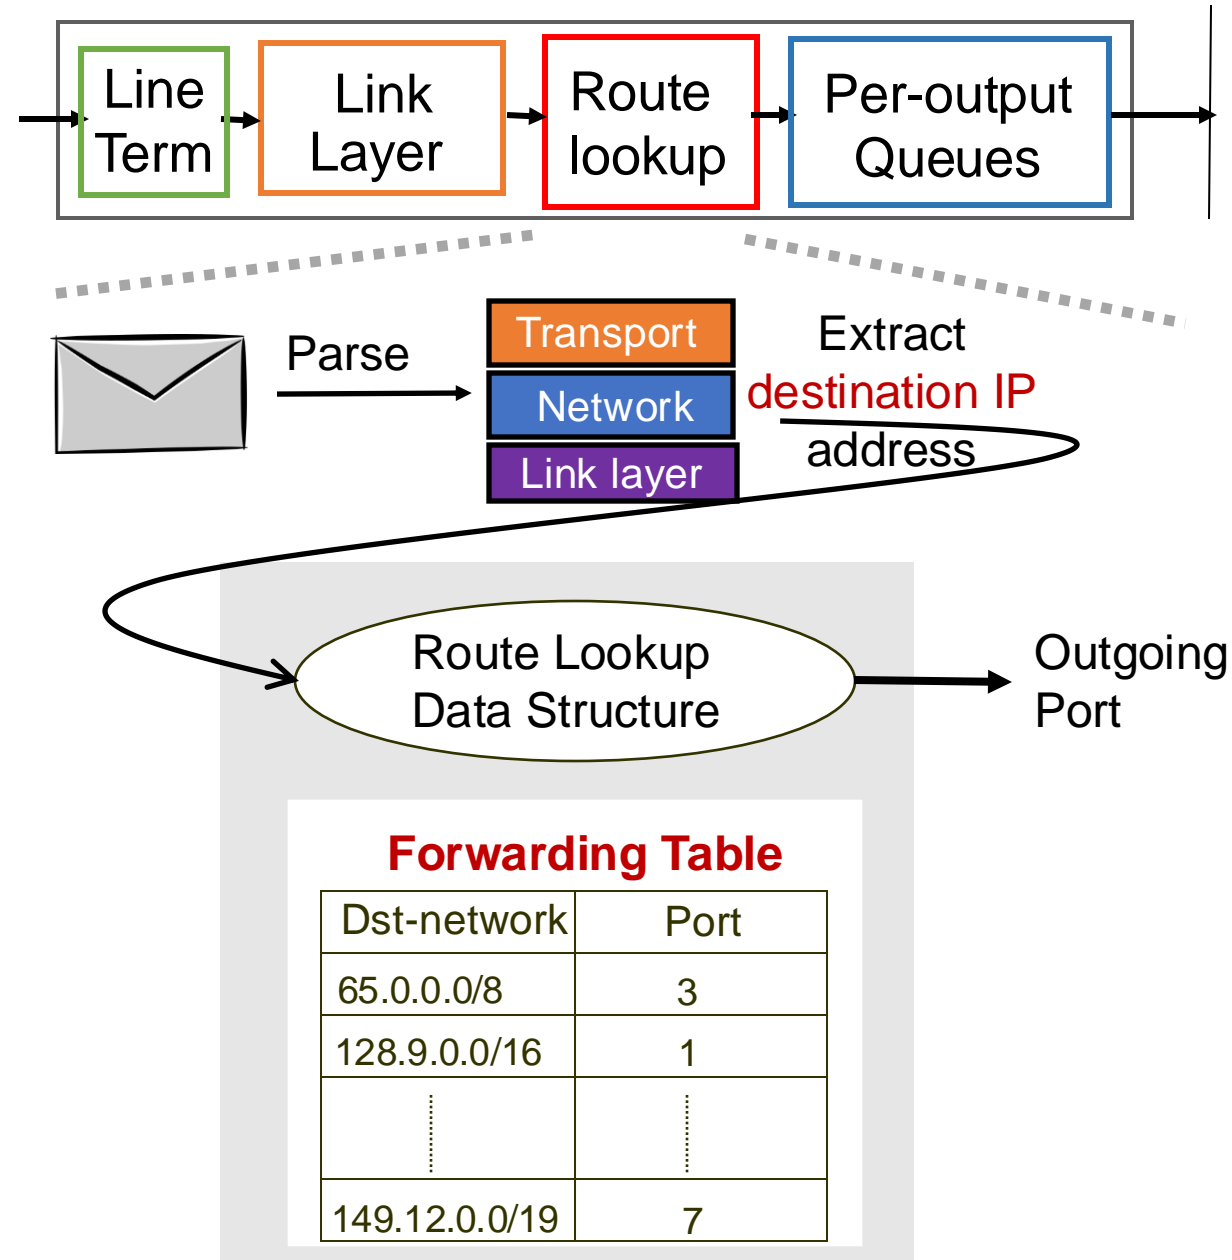 Line
Term
Link
Layer
Route
lookup
Per-output
Queues
Parse
Transport
Network
Link layer
Extract
destination IP
address
Route Lookup
Data Structure
Outgoing
Port
Forwarding Table
Dst-network Port
65.0.0.0/8 3
128.9.0.0/16 1
149.12.0.0/19 7